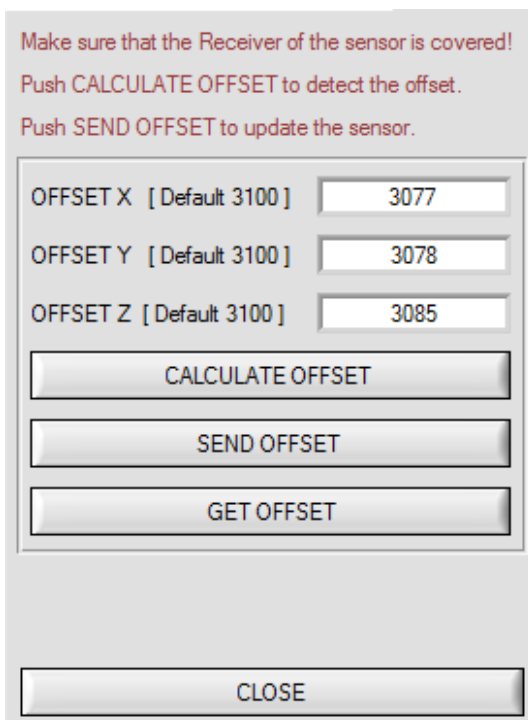 Make sure that the Receiver of the sensor is covered!
Push CALCULATE OFFSET to detect the offset.
Push SEND OFFSET to update the sensor.
OFFSET X [ Default 3100 ] 3077
OFFSET Y [ Default 3100 ] 3078
OFFSET Z [ Default 3100 ] 3085
CALCULATE OFFSET
SEND OFFSET
GET OFFSET
CLOSE